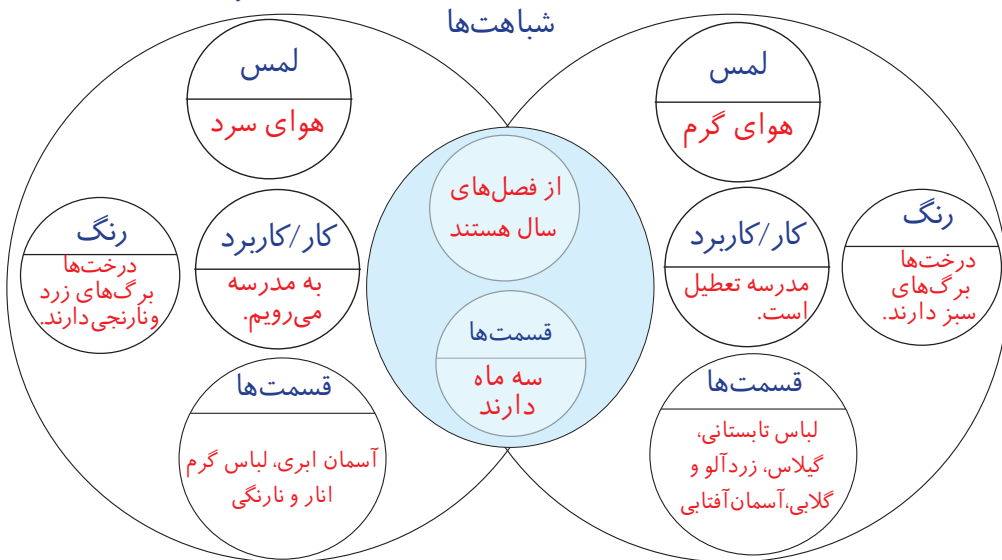 شباهت‌ها
لمس
هوای گرم
رنگ
درخت‌ها
برگ‌های
سبز دارند.
کار/کاربرد
مدرسه تعطیل
است.
قسمت‌ها
لباس تابستانی،
گیلاس، زردآلو و
گلابی،آسمان‌آفتابی
از فصل‌های
سال هستند
قسمت‌ها
سه ماه
دارند
لمس
هوای سرد
کار/کاربرد
به مدرسه
می‌رویم.
رنگ
درخت‌ها
برگ‌های زرد
ونارنجی‌دارند.
قسمت‌ها
آسمان ابری، لباس گرم
انار و نارنگی